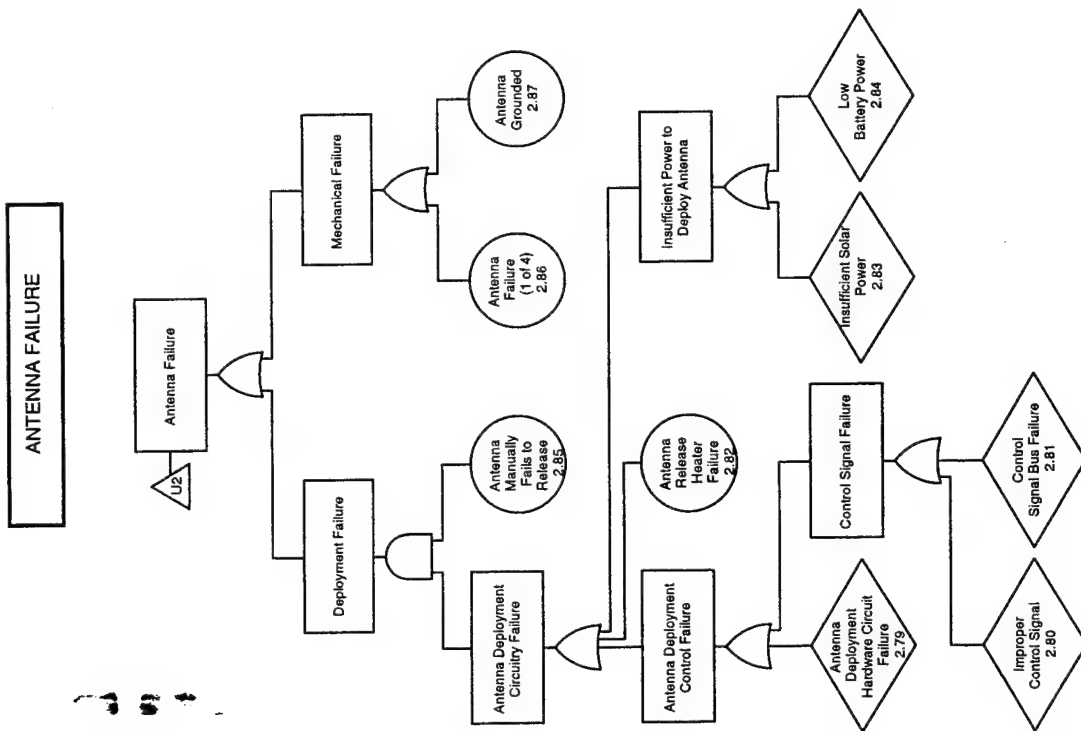 ANTENNA FAILURE
Antenna Failure
U2
Deployment Failure
Mechanical Failure
Antenna Deployment
Circuitry Failure
Antenna
Manually
Fails to
Release
2.85
Antenna
Failure
(1 of 4)
2.86
Antenna
Grounded
2.87
Antenna Deployment
Control Failure
Antenna
Release
Heater
Failure
2.82
Insufficient Power to
Deploy Antenna
Antenna
Deployment
Hardware Circuit
Failure
2.79
Control Signal Failure
Insufficient Solar
Power
2.83
Low
Battery Power
2.84
Improper
Control Signal
2.80
Control
Signal Bus Failure
2.81